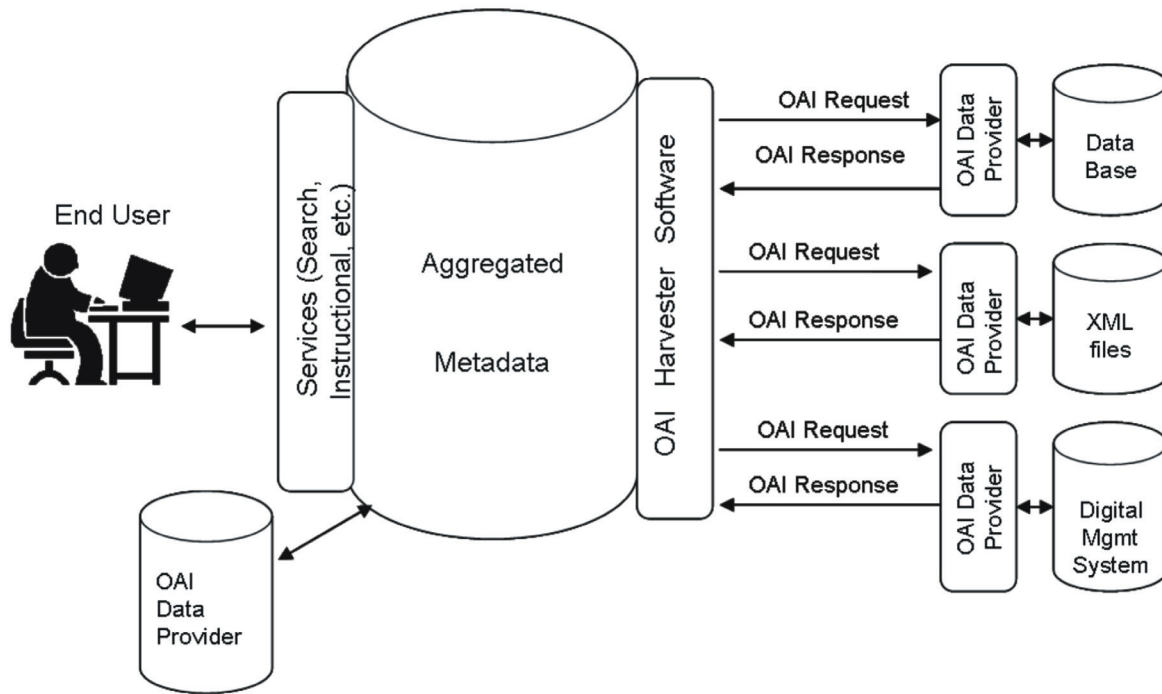 End User
Services (Search,
Instructional, etc.)
Aggregated
Metadata
OAI Harvester Software
OAI Request
OAI Response
OAI Data
Provider
Data
Base
OAI Request
OAI Response
OAI Data
Provider
XML
files
OAI Request
OAI Response
OAI Data
Provider
Digital
Mgmt
System
OAI
Data
Provider